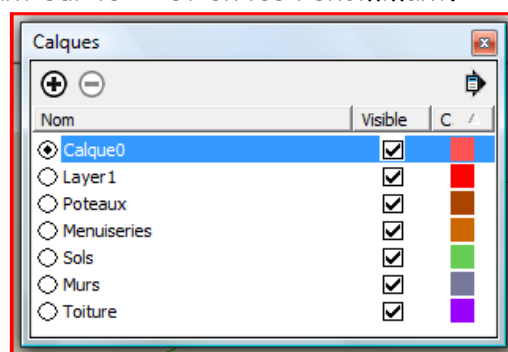 Calques
Nom Visible C.
Calque0
Layer1
Poteaux
Menuiseries
Sols
Murs
Toiture